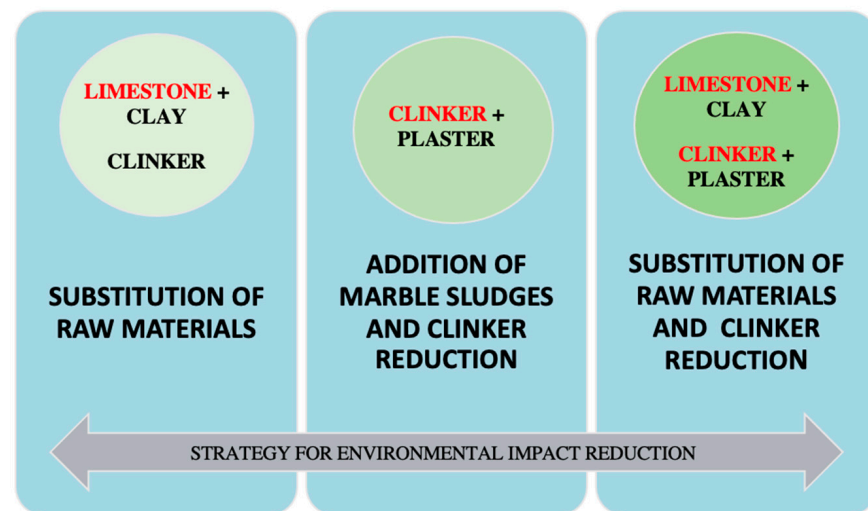 LIMESTONE +
CLAY
CLINKER
SUBSTITUTION OF
RAW MATERIALS
CLINKER +
PLASTER
ADDITION OF
MARBLE SLUDGES
AND CLINKER
REDUCTION
LIMESTONE +
CLAY
CLINKER +
PLASTER
SUBSTITUTION OF
RAW MATERIALS
AND CLINKER
REDUCTION
STRATEGY FOR ENVIRONMENTAL IMPACT REDUCTION